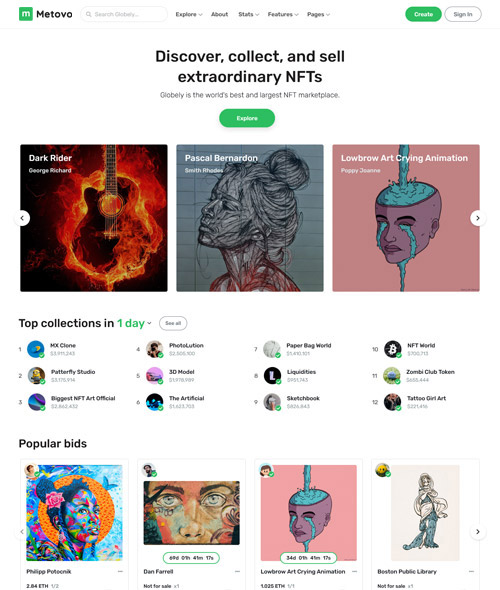 m Metovo
Search Globely...
Explore
About
Stats
Features
Pages
Create
Sign In
Discover, collect, and sell
extraordinary NFTs
Globely is the world's best and largest NFT marketplace.
Explore
Dark Rider
George Richard
Pascal Bernardon
Smith Rhodes
Lowbrow Art Crying Animation
Poppy Joanne
Top collections in 1 day
See all
1 MX Clone
$3,911,243
4 PhotoLution
$2,505,100
7 Paper Bag World
$1,410,101
10 NFT World
$700,713
2 Patterfly Studio
$3,175,914
5 3D Model
$1,978,989
8 Liquidities
$951,743
11 Zombi Club Token
$655,444
3 Biggest NFT Art Official
$2,862,432
6 The Artificial
$1,623,703
9 Sketchbook
$826,843
12 Tattoo Girl Art
$221,416
Popular bids
69d 01h 41m 17s
34d 01h 41m 17s
Philipp Potocnik
2.84 ETH 1/2
Dan Farrell
Not for sale x1
Lowbrow Art Crying Animation
1.025 ETH 1/1
Boston Public Library
Not for sale x1